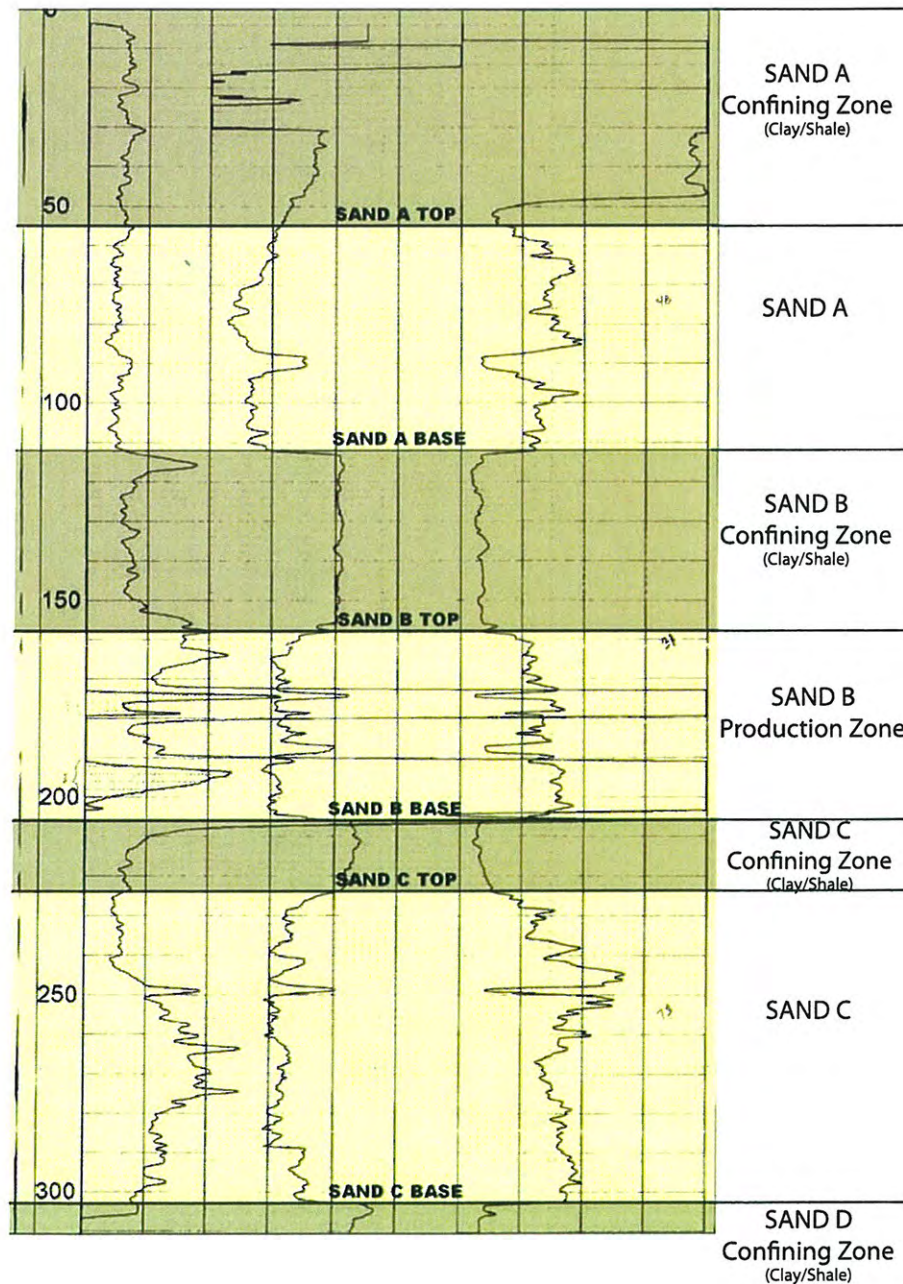 0
SAND A
Confining Zone
(Clay/Shale)
50
SAND A TOP
SAND A
100
SAND A BASE
SAND B
Confining Zone
(Clay/Shale)
150
SAND B TOP
SAND B
Production Zone
200
SAND B BASE
SAND C
Confining Zone
(Clay/Shale)
SAND C TOP
250
SAND C
300
SAND C BASE
SAND D
Confining Zone
(Clay/Shale)